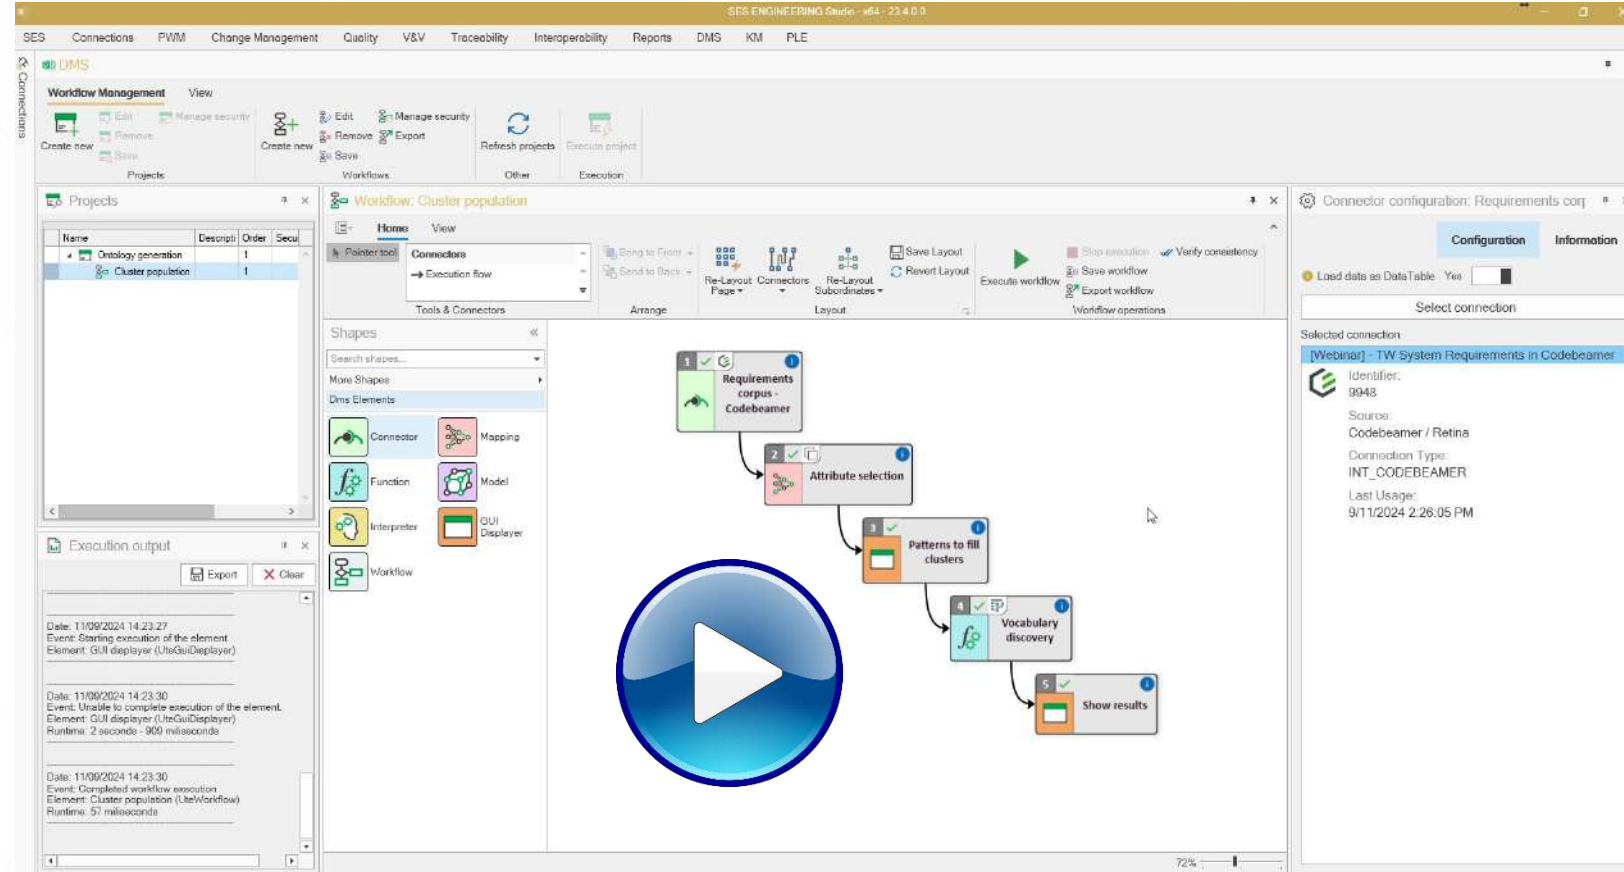 SES ENGINEERING Studio - x64 - 23.4.0.0
SES Connections PWM Change Management Quality V&V Traceability Interoperability Reports DMS KM PLE
Connections
DMS
Workflow Management View
Create new
Edit
Remove
Save
Manage security
Projects
Create new
Edit
Remove
Save
Manage security
Export
Workflows
Refresh projects
Other
Execute project
Execution
Projects
Name Descripti Order Secu
Ontology generation 1
Cluster population 1
Execution output
Export Clear
Date: 11/09/2024 14:23:27
Event: Starting execution of the element
Element: GUI displayer (UteGuiDisplayer)
Date: 11/09/2024 14:23:30
Event: Unable to complete execution of the element.
Element: GUI displayer (UteGuiDisplayer)
Runtime: 2 seconds - 909 miliseconds
Date: 11/09/2024 14:23:30
Event: Completed workflow execution
Element: Cluster population (UteWorkflow)
Runtime: 57 miliseconds
Workflow: Cluster population
Home View
Pointer tool
Connectors
Execution flow
Tools & Connectors
Bring to Front
Send to Back
Arrange
Re-Layout
Page
Connectors
Re-Layout
Subordinates
Save Layout
Revert Layout
Layout
Execute workflow
Stop execution
Save workflow
Export workflow
Verify consistency
Workflow operations
Shapes
Search shapes...
More Shapes
Dms Elements
Connector Mapping
Function Model
Interpreter GUI
Displayer
Workflow
1
Requirements
corpus -
Codebeamer
2
Attribute selection
3
Patterns to fill
clusters
4
Vocabulary
discovery
5
Show results
72%
Connector configuration: Requirements corp
Configuration Information
Load data as DataTable Yes
Select connection
Selected connection
[Webinar] - TW System Requirements in Codebeamer
Identifier:
9948
Source:
Codebeamer / Retina
Connection Type:
INT_CODEBEAMER
Last Usage:
9/11/2024 2:26:05 PM